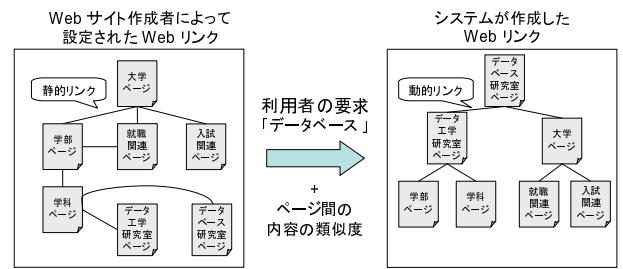 Web サイト作成者によって
設定された Web リンク
静的リンク
大学
ページ
学部
ページ
就職
関連
ページ
入試
関連
ページ
学科
ページ
データ
工学
研究室
ページ
データ
ベース
研究室
ページ
利用者の要求
「データベース」
+
ページ間の
内容の類似度
システムが作成した
Web リンク
動的リンク
データ
ベース
研究室
ページ
データ
工学
研究室
ページ
大学
ページ
学部
ページ
学科
ページ
就職
関連
ページ
入試
関連
ページ